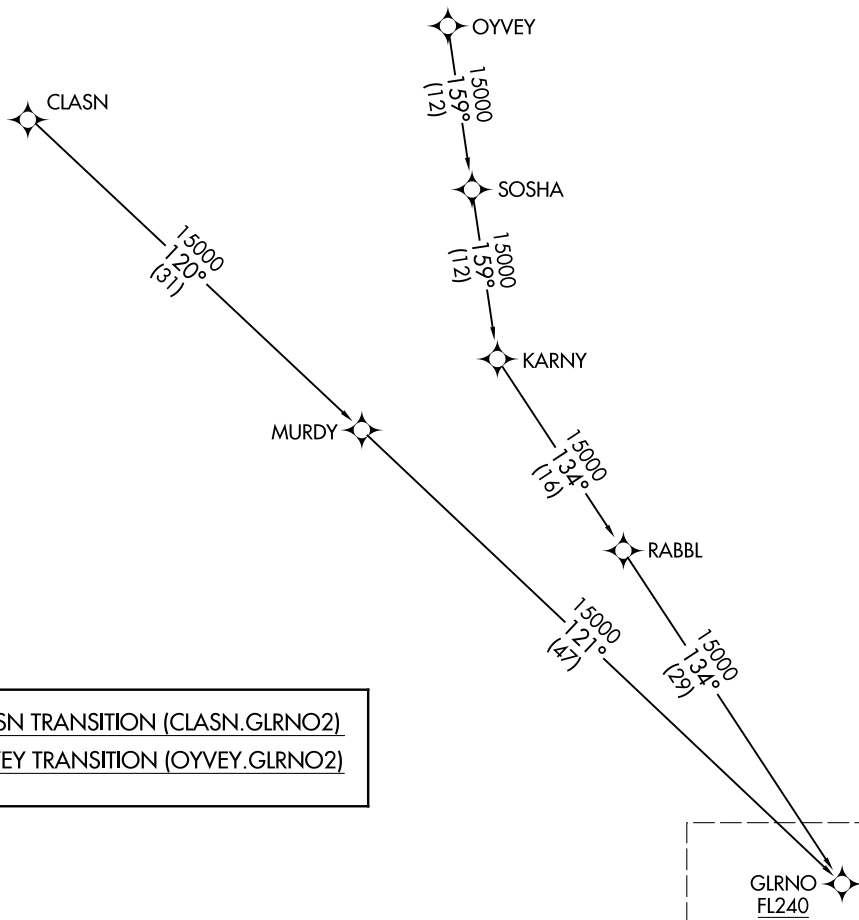 OYVEY
15000
159°
(12)
CLASN
SOSHA
15000
120°
(31)
15000
159°
(12)
KARNY
MURDY
15000
134°
(16)
RABBL
15000
121°
(47)
15000
134°
(29)
SN TRANSITION (CLASN.GLRNO2)
EY TRANSITION (OYVEY.GLRNO2)
GLRNO
FL240